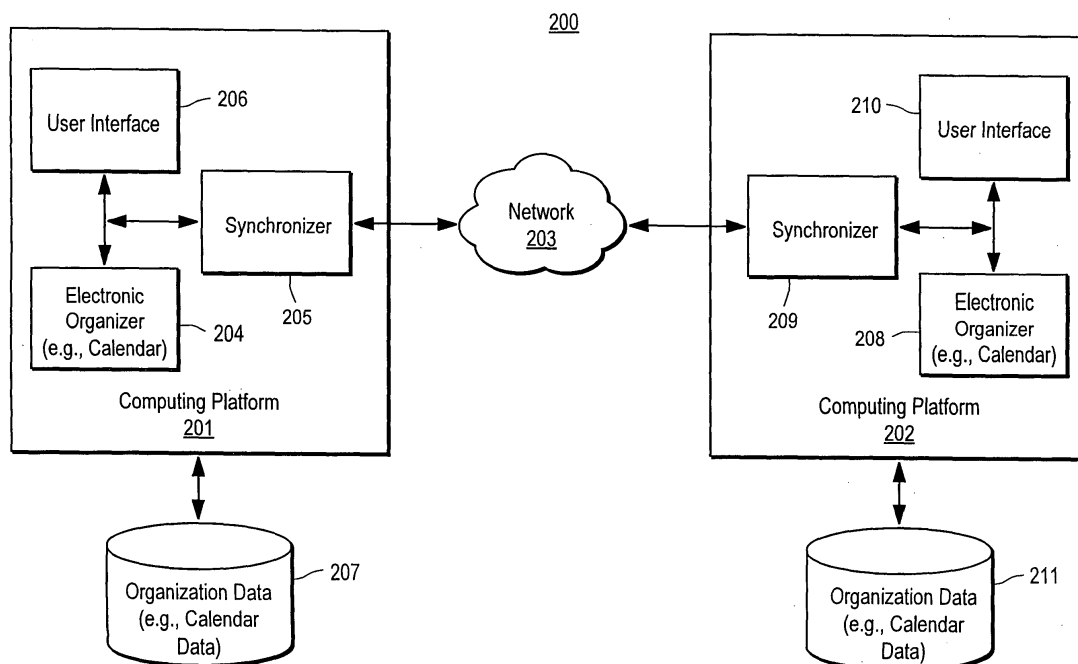 200
206
User Interface
Synchronizer
205
Electronic
Organizer
(e.g., Calendar)
204
Computing Platform
201
Organization Data
(e.g., Calendar
Data)
207
Network
203
210
User Interface
Synchronizer
209
Electronic
Organizer
(e.g., Calendar)
208
Computing Platform
202
Organization Data
(e.g., Calendar
Data)
211